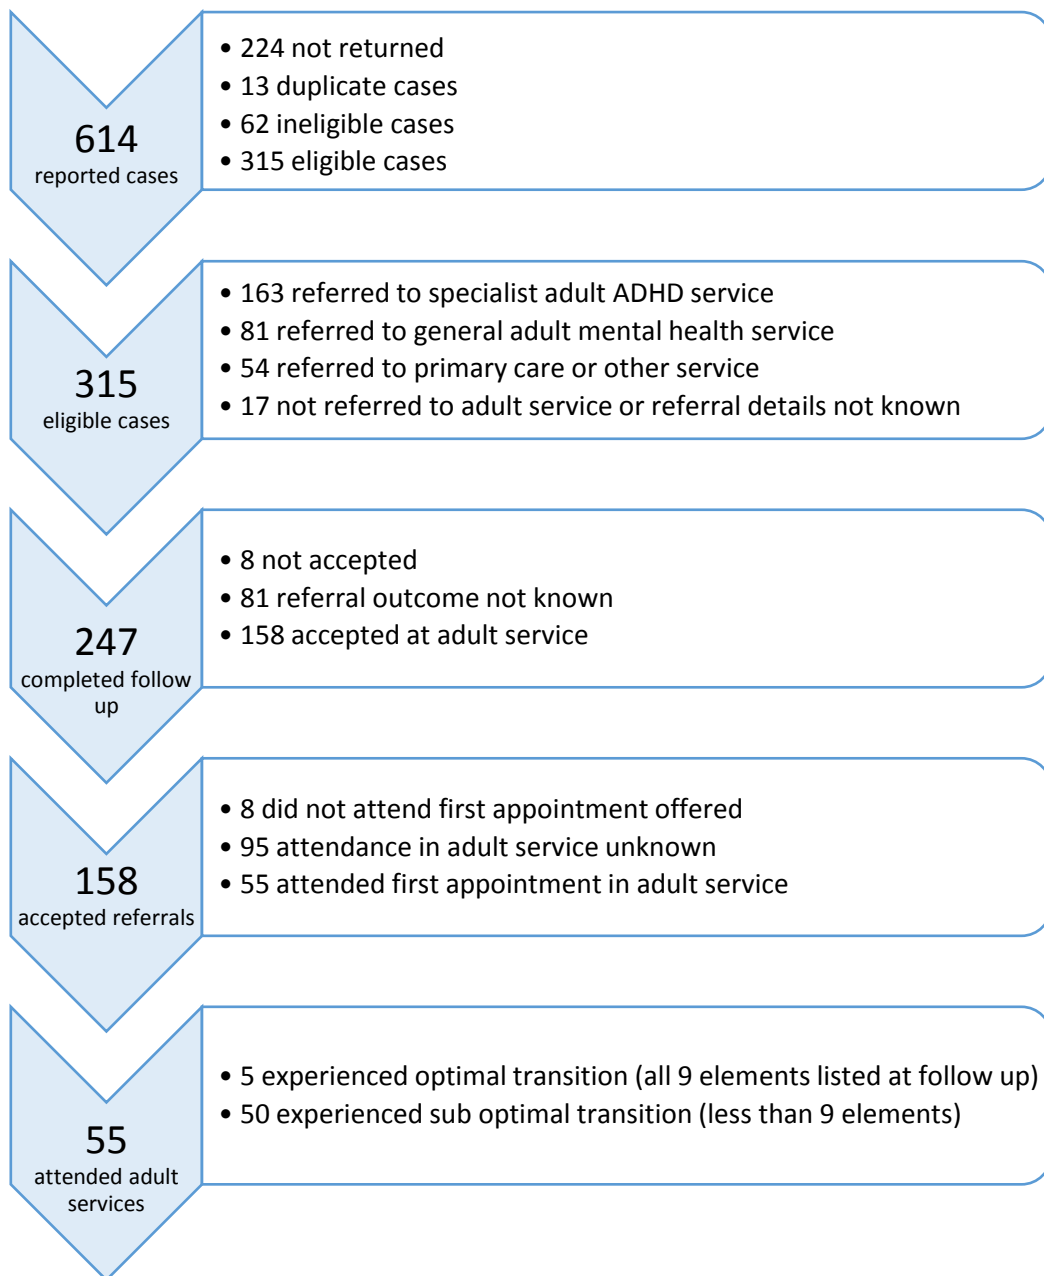 614
reported cases
• 224 not returned
• 13 duplicate cases
• 62 ineligible cases
• 315 eligible cases
315
eligible cases
• 163 referred to specialist adult ADHD service
• 81 referred to general adult mental health service
• 54 referred to primary care or other service
• 17 not referred to adult service or referral details not known
247
completed follow
up
• 8 not accepted
• 81 referral outcome not known
• 158 accepted at adult service
158
accepted referrals
• 8 did not attend first appointment offered
• 95 attendance in adult service unknown
• 55 attended first appointment in adult service
55
attended adult
services
• 5 experienced optimal transition (all 9 elements listed at follow up)
• 50 experienced sub optimal transition (less than 9 elements)